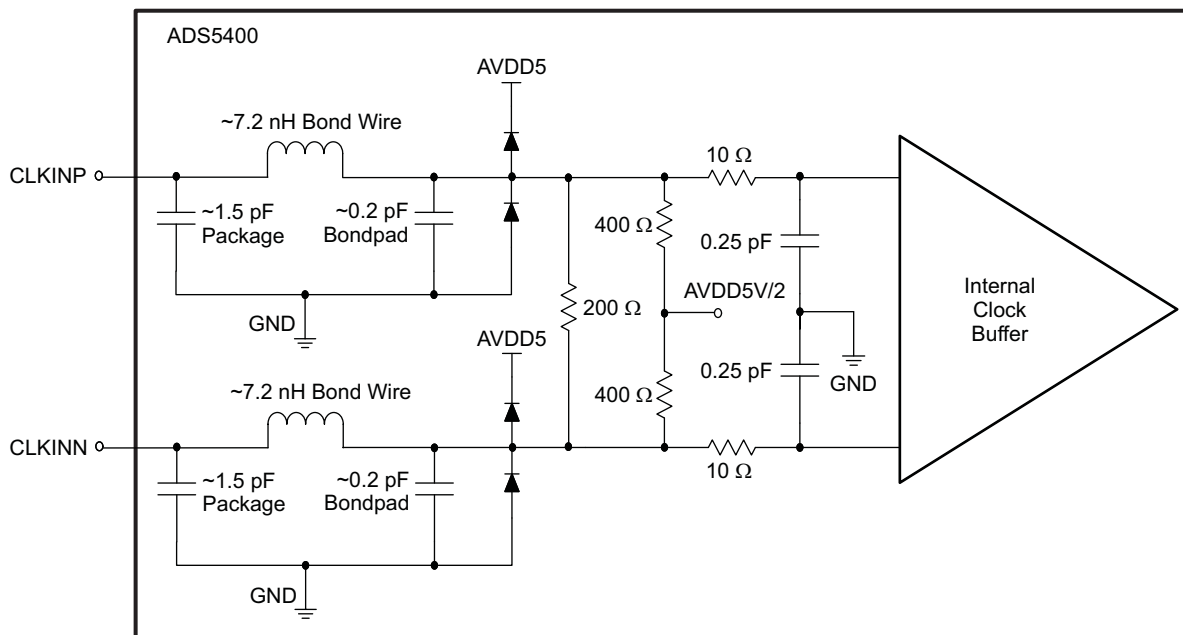 ADS5400
AVDD5
~7.2 nH Bond Wire
CLKINP
10 Ω
~1.5 pF
Package
~0.2 pF
Bondpad
400 Ω
0.25 pF
AVDD5V/2
200 Ω
GND
Internal
Clock
Buffer
AVDD5
~7.2 nH Bond Wire
400 Ω
0.25 pF
GND
CLKINN
10 Ω
~1.5 pF
Package
~0.2 pF
Bondpad
GND